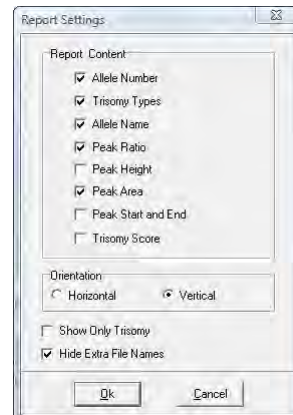 Report Settings
Report Content
Allele Number
Trisomy Types
Allele Name
Peak Ratio
Peak Height
Peak Area
Peak Start and End
Trisomy Score
Orientation
Horizontal Vertical
Show Only Trisomy
Hide Extra File Names
Ok Cancel